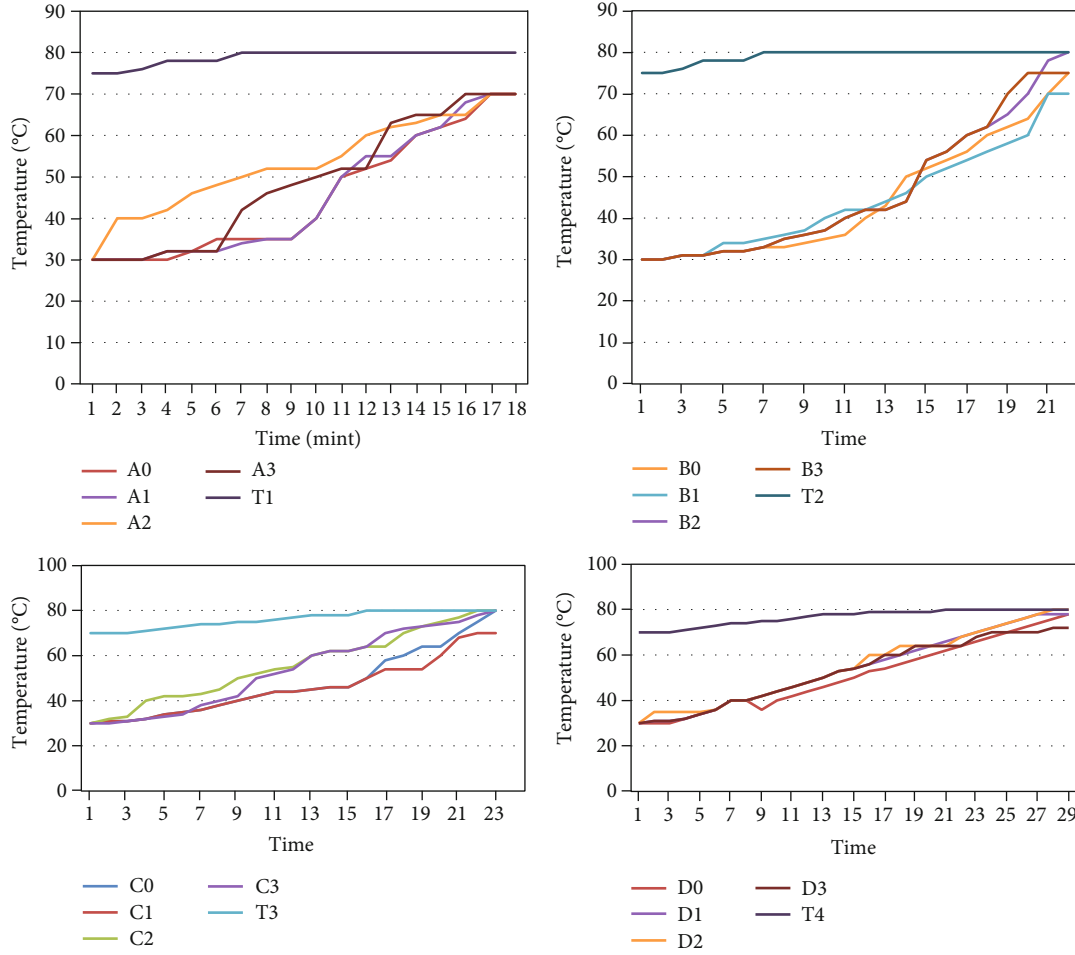 90
80
70
60
50
40
30
20
10
0
Temperature (°C)
1 2 3 4 5 6 7 8 9 10 11 12 13 14 15 16 17 18
Time (mint)
A0 A3
A1 T1
A2
90
80
70
60
50
40
30
20
10
0
Temperature (°C)
1 3 5 7 9 11 13 15 17 19 21
Time
B0 B3
B1 T2
B2
100
80
60
40
20
0
Temperature (°C)
1 3 5 7 9 11 13 15 17 19 21 23
Time
C0 C3
C1 T3
C2
100
80
60
40
20
0
Temperature (°C)
1 3 5 7 9 11 13 15 17 19 21 23 25 27 29
Time
D0 D3
D1 T4
D2